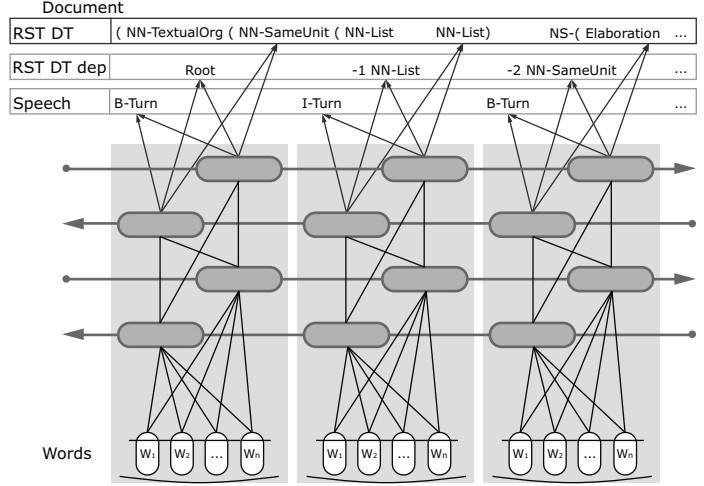 Document
RST DT ( NN-TextualOrg ( NN-SameUnit ( NN-List NN-List) NS-( Elaboration ...
RST DT dep Root -1 NN-List -2 NN-SameUnit ...
Speech B-Turn I-Turn B-Turn ...
Words W1 W2 ... Wn W1 W2 ... Wn W1 W2 ... Wn